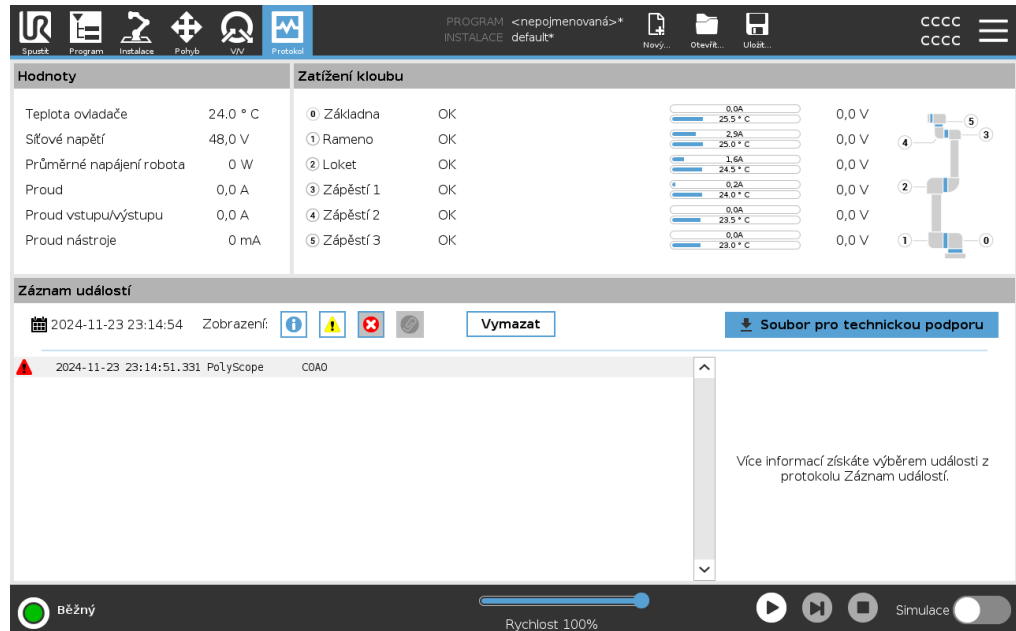 PROGRAM <nepojmenovaná>*
INSTALACE default*
CCCC
CCCC
Spustit Program Instalace Pohyb V/V Protokol Nový... Otevřít... Uložit...
Hodnoty
Teplota ovladače 24.0 ° C
Síťové napětí 48,0 V
Průměrné napájení robota 0 W
Proud 0,0 A
Proud vstupu/výstupu 0,0 A
Proud nástroje 0 mA
Zatížení kloubu
0 Základna OK 0,0A 25.5 ° C 0,0 V
1 Rameno OK 2,9A 25.0 ° C 0,0 V
2 Loket OK 1,6A 24.5 ° C 0,0 V
3 Zápěstí 1 OK 0,2A 24.0 ° C 0,0 V
4 Zápěstí 2 OK 0,0A 23.5 ° C 0,0 V
5 Zápěstí 3 OK 0,0A 23.0 ° C 0,0 V
5
4 3
2
1 0
Záznam událostí
2024-11-23 23:14:54 Zobrazení: Vymazat Soubor pro technickou podporu
2024-11-23 23:14:51.331 PolyScope C0A0
Více informací získáte výběrem události z
protokolu Záznam událostí.
Běžný
Rychlost 100%
Simulace